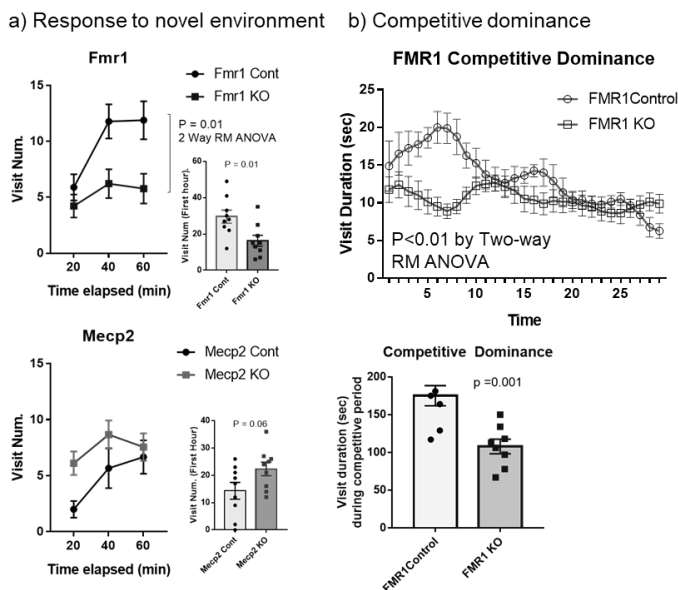 a) Response to novel environment
Fmr1
Fmr1 Cont
Fmr1 KO
P = 0.01
2 Way RM ANOVA
15
10
5
0
Visit Num.
20 40 60
Time elapsed (min)
P = 0.01
60
40
20
0
Visit Num (First hour).
Fmr1 Cont
Fmr1 KO
Mecp2
Mecp2 Cont
Mecp2 KO
15
10
5
0
Visit Num.
20 40 60
Time elapsed (min)
P = 0.06
40
30
20
10
0
Visit Num. (First Hour)
Mecp2 Cont
Mecp2 KO
b) Competitive dominance
FMR1 Competitive Dominance
FMR1Control
FMR1 KO
25
20
15
10
5
0
Visit Duration (sec)
P<0.01 by Two-way
RM ANOVA
5 10 15 20 25
Time
Competitive Dominance
p =0.001
200
150
100
50
0
Visit duration (sec)
during competitive period
FMR1Control
FMR1 KO